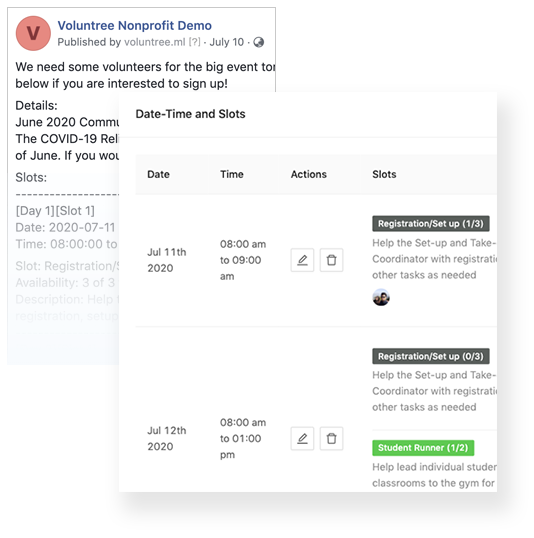 V
Voluntree Nonprofit Demo
Published by voluntree.ml [?] · July 10 ·
We need some volunteers for the big event
below if you are interested to sign up!
Details:
June 2020
The COVID-19
of June. If you
Slots:
--------------------
[Day 1][Slot 1]
Date: 2020-07-11
Time: 08:00:00 to
Slot: Registration/
Availability: 3 of 3
Description: Help
registration, setup
Date-Time and Slots
Date Time Actions Slots
Jul 11th
2020
08:00 am
to 09:00
am
Registration/Set up (1/3)
Help the Set-up and Take-
Coordinator with
other tasks as needed
Jul 12th
2020
08:00 am
to 01:00
pm
Registration/Set up (0/3)
Help the Set-up and Take-
Coordinator with
other tasks as needed
Student Runner (1/2)
Help lead individual
classrooms to the gym for